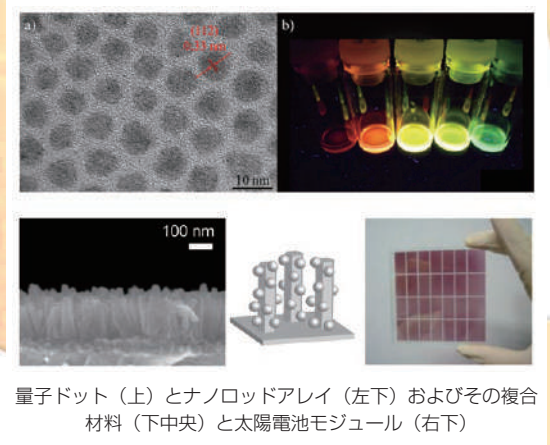 a)
(112)
0.33 nm
10 nm
b)
100 nm
量子ドット（上）とナノロッドアレイ（左下）およびその複合
材料（下中央）と太陽電池モジュール（右下）